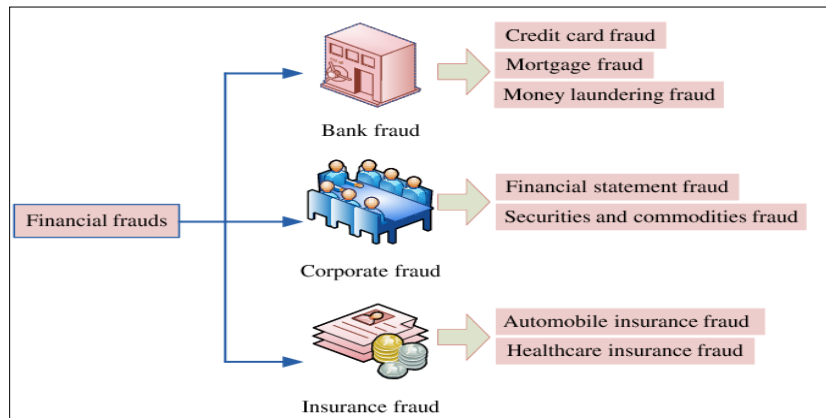 Credit card fraud
Mortgage fraud
Money laundering fraud
Bank fraud
Financial statement fraud
Securities and commodities fraud
Financial frauds
Corporate fraud
Automobile insurance fraud
Healthcare insurance fraud
Insurance fraud